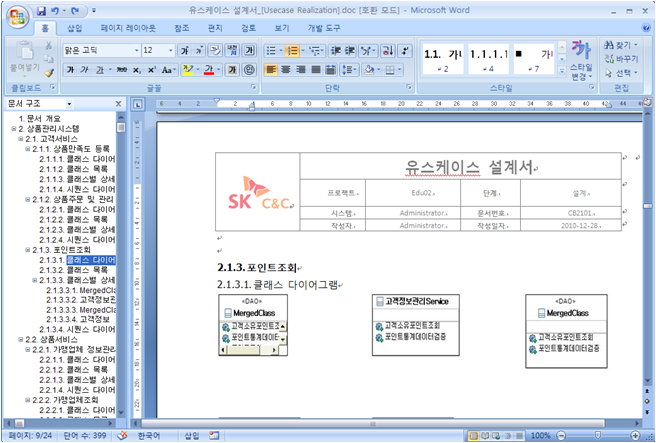 유스케이스 설계서_[Usecase Realization].doc [호환 모드] - Microsoft Word
홈 삽입 페이지 레이아웃 참조 편지 검토 보기 개발 도구
붙여넣기
맑은 고딕 12
1.1. 가나
1.1.1.1.
■ 가나
↵ 2 ↵ 4 ↵ 7
스타일 변경
찾기
바꾸기
선택
클립보드 글꼴 단락 스타일 편집
문서 구조
1. 문서 개요
2. 상품관리시스템
2.1. 고객서비스
2.1.1. 상품만족도 등록
2.1.1.1. 클래스 다이어
2.1.1.2. 클래스 목록
2.1.1.3. 클래스별 상세
2.1.1.4. 시퀀스 다이어
2.1.2. 상품주문 및 관리
2.1.2.1. 클래스 다이어
2.1.2.2. 클래스 목록
2.1.2.3. 클래스별 상세
2.1.2.4. 시퀀스 다이어
2.1.3. 포인트조회
2.1.3.1. 클래스 다이어
2.1.3.2. 클래스 목록
2.1.3.3. 클래스별 상세
2.1.3.3.1. MergedCl
2.1.3.3.2. 고객정보관
2.1.3.3.3. MergedCl
2.1.3.3.4. 고객정보
2.1.3.4. 시퀀스 다이어
2.2. 상품서비스
2.2.1. 가맹업체 정보관리
2.2.1.1. 클래스 다이어
2.2.1.2. 클래스 목록
2.2.1.3. 클래스별 상세
2.2.1.4. 시퀀스 다이어
2.2.2. 가맹업체조회
2.2.2.1. 클래스 다이어
2.2.2.2. 클래스 목록
SK C&C
유스케이스 설계서
프로젝트 Edu02 단계 설계
시스템 Administrator 문서번호 CB2101
작성자 Administrator 작성일자 2010-12-28
2.1.3.포인트조회
2.1.3.1.클래스 다이어그램
«DAO»
MergedClass
고객소유포인트조
포인트통계데이터
고객정보관리Service
고객소유포인트조회
포인트통계데이터검증
«DAO»
MergedClass
고객소유포인트조회
포인트통계데이터검증
페이지: 9/24 단어 수: 399 한국어 삽입 100%